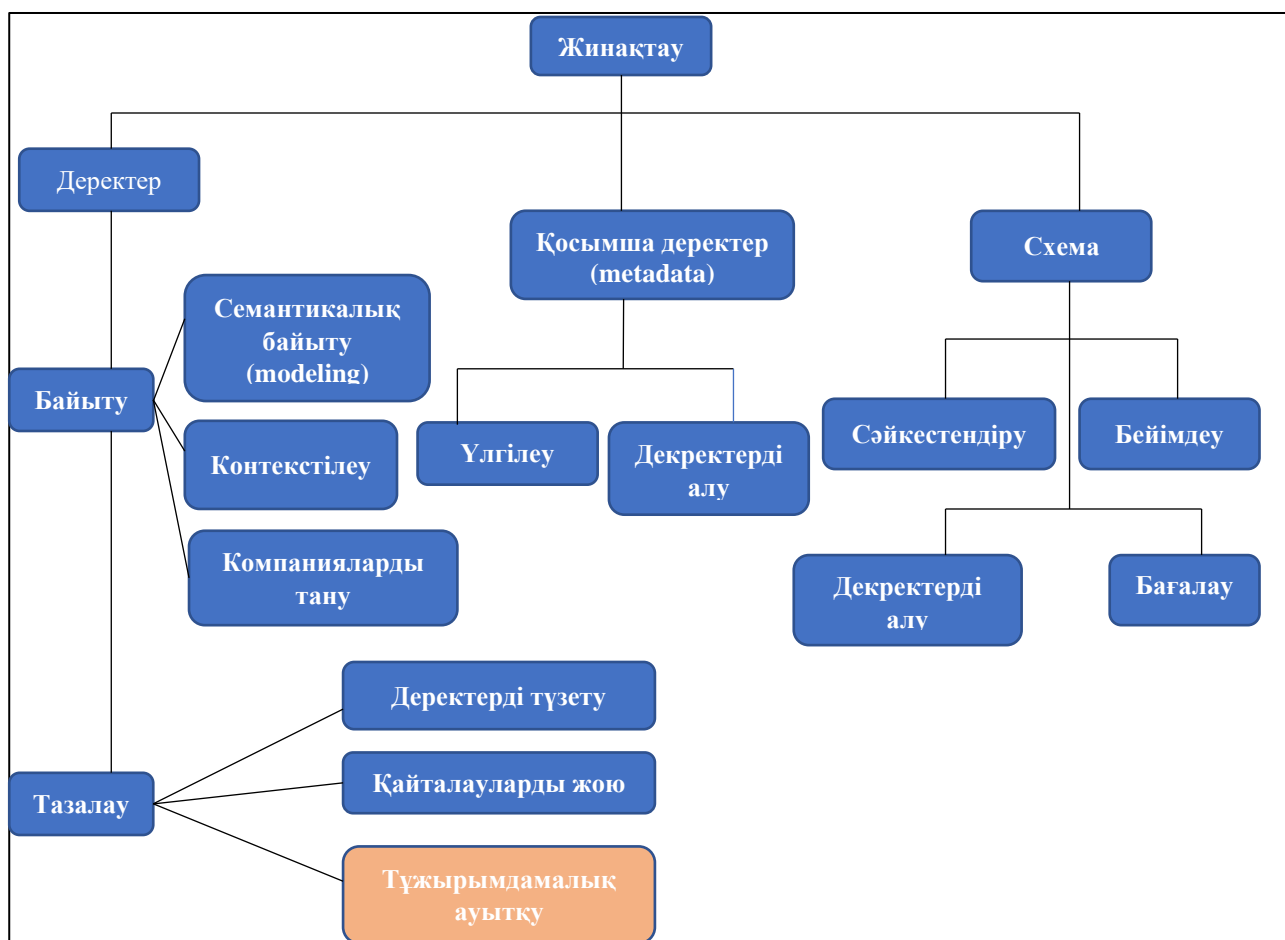 Жинақтау
Деректер
Қосымша деректер
(metadata)
Схема
Семантикалық
байыту
(modeling)
Байыту
Контекстілеу
Үлгілеу
Декректерді
алу
Сәйкестендіру
Бейімдеу
Компанияларды
тану
Декректерді
алу
Бағалау
Деректерді түзету
Қайталауларды жою
Тазалау
Тұжырымдамалық
ауытқу